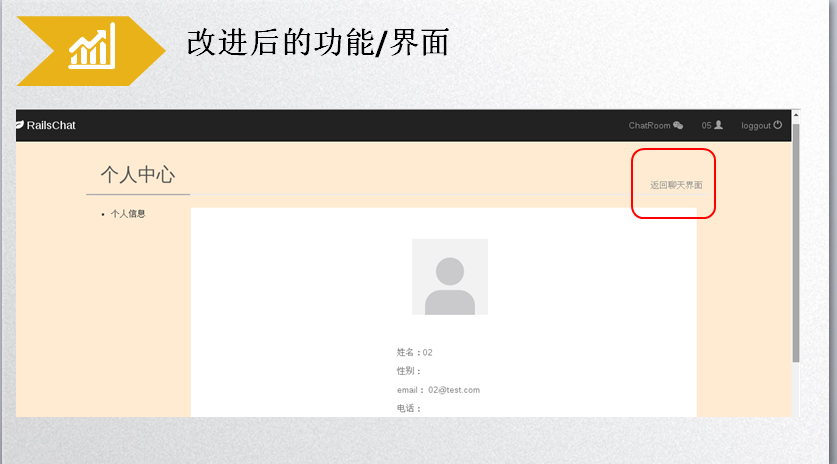 改进后的功能/界面
RailsChat ChatRoom 05 loggout
个人中心
返回聊天界面
• 个人信息
姓名：02
性别：
email：02@test.com
电话：